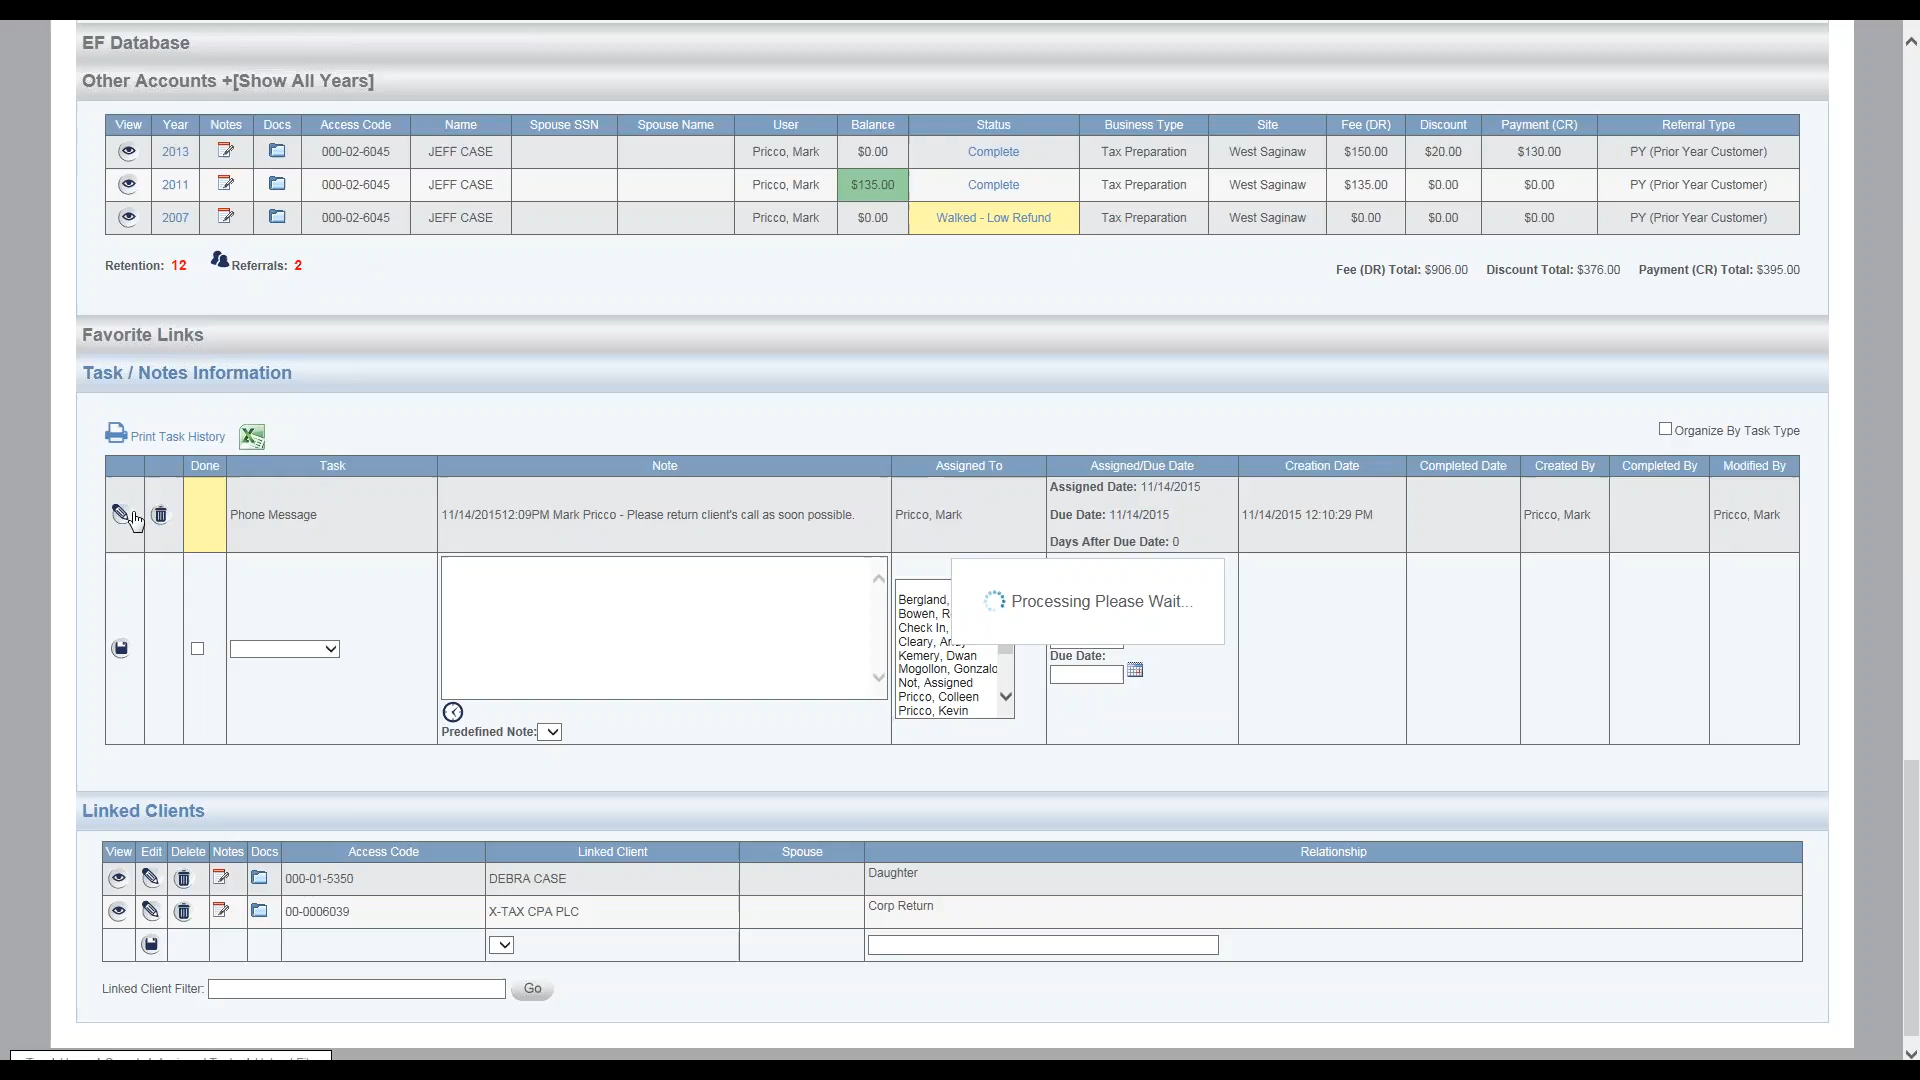 EF Database
Other Accounts +[Show All Years]
View Year Notes Docs Access Code Name Spouse SSN Spouse Name User Balance Status Business Type Site Fee (DR) Discount Payment (CR) Referral Type
2013 000-02-6045 JEFF CASE Pricco, Mark $0.00 Complete Tax Preparation West Saginaw $150.00 $20.00 $130.00 PY (Prior Year Customer)
2011 000-02-6045 JEFF CASE Pricco, Mark $135.00 Complete Tax Preparation West Saginaw $135.00 $0.00 $0.00 PY (Prior Year Customer)
2007 000-02-6045 JEFF CASE Pricco, Mark $0.00 Walked - Low Refund Tax Preparation West Saginaw $0.00 $0.00 $0.00 PY (Prior Year Customer)
Retention: 12 Referrals: 2 Fee (DR) Total: $906.00 Discount Total: $376.00 Payment (CR) Total: $395.00
Favorite Links
Task / Notes Information
Print Task History Organize By Task Type
Done Task Note Assigned To Assigned/Due Date Creation Date Completed Date Created By Completed By Modified By
Assigned Date: 11/14/2015
Phone Message 11/14/201512:09PM Mark Pricco - Please return client's call as soon possible. Pricco, Mark Due Date: 11/14/2015 11/14/2015 12:10:29 PM Pricco, Mark Pricco, Mark
Days After Due Date: 0
Processing Please Wait...
Bergland,
Bowen, R
Check In,
Cleary, Andy
Kemery, Dwan
Mogollon, Gonzalo
Not, Assigned
Pricco, Colleen
Pricco, Kevin
Due Date:
Predefined Note:
Linked Clients
View Edit Delete Notes Docs Access Code Linked Client Spouse Relationship
000-01-5350 DEBRA CASE Daughter
00-0006039 X-TAX CPA PLC Corp Return
Linked Client Filter: Go